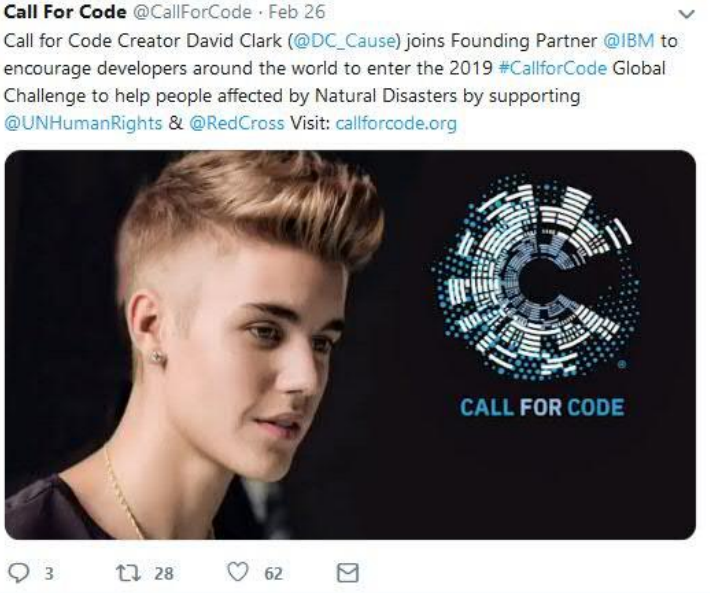 Call For Code @CallForCode · Feb 26
Call for Code Creator David Clark (@DC_Cause) joins Founding Partner @IBM to
encourage developers around the world to enter the 2019 #CallforCode Global
Challenge to help people affected by Natural Disasters by supporting
@UNHumanRights & @RedCross Visit: callforcode.org
CALL FOR CODE
3 28 62